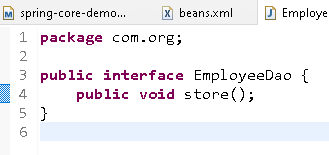 spring-core-demo...
beans.xml
Employe
1 package com.org;
2
3 public interface EmployeeDao {
4 public void store();
5 }
6